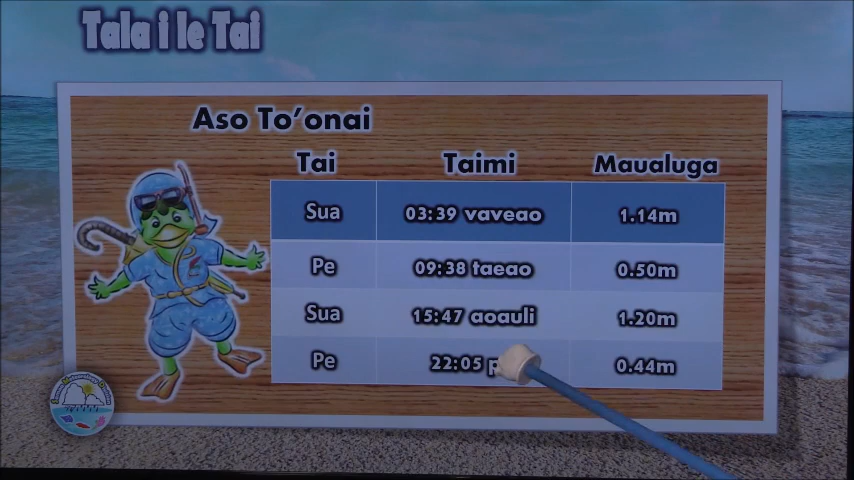 Tala i le Tai
Aso To'onai
Tai Taimi Maualuga
Sua 03:39 vaveao 1.14m
Pe 09:38 taeao 0.50m
Sua 15:47 aoauli 1.20m
Pe 22:05 0.44m